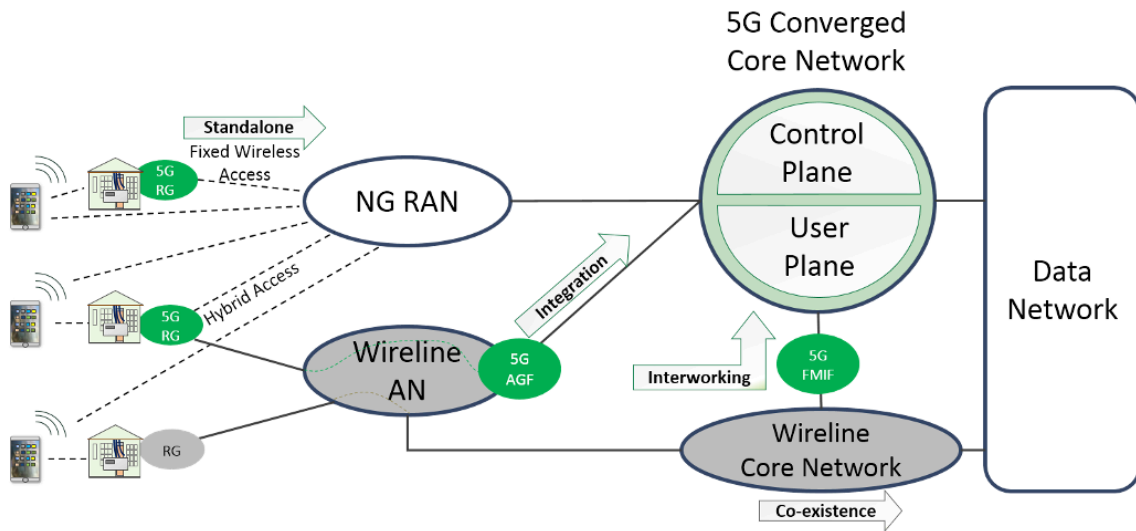 5G Converged
Core Network
Standalone
Fixed Wireless
Access
5G
RG
NG RAN
Control
Plane
User
Plane
Data
Network
Hybrid Access
5G
RG
Integration
Wireline
AN
5G
AGF
Interworking
5G
FMIF
RG
Wireline
Core Network
Co-existence